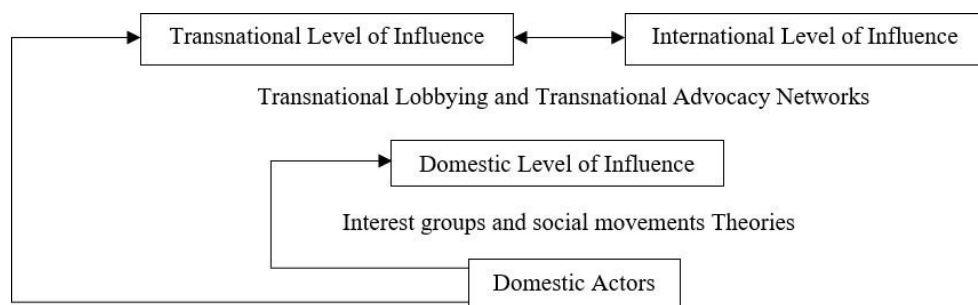 Transnational Level of Influence
International Level of Influence
Transnational Lobbying and Transnational Advocacy Networks
Domestic Level of Influence
Interest groups and social movements Theories
Domestic Actors